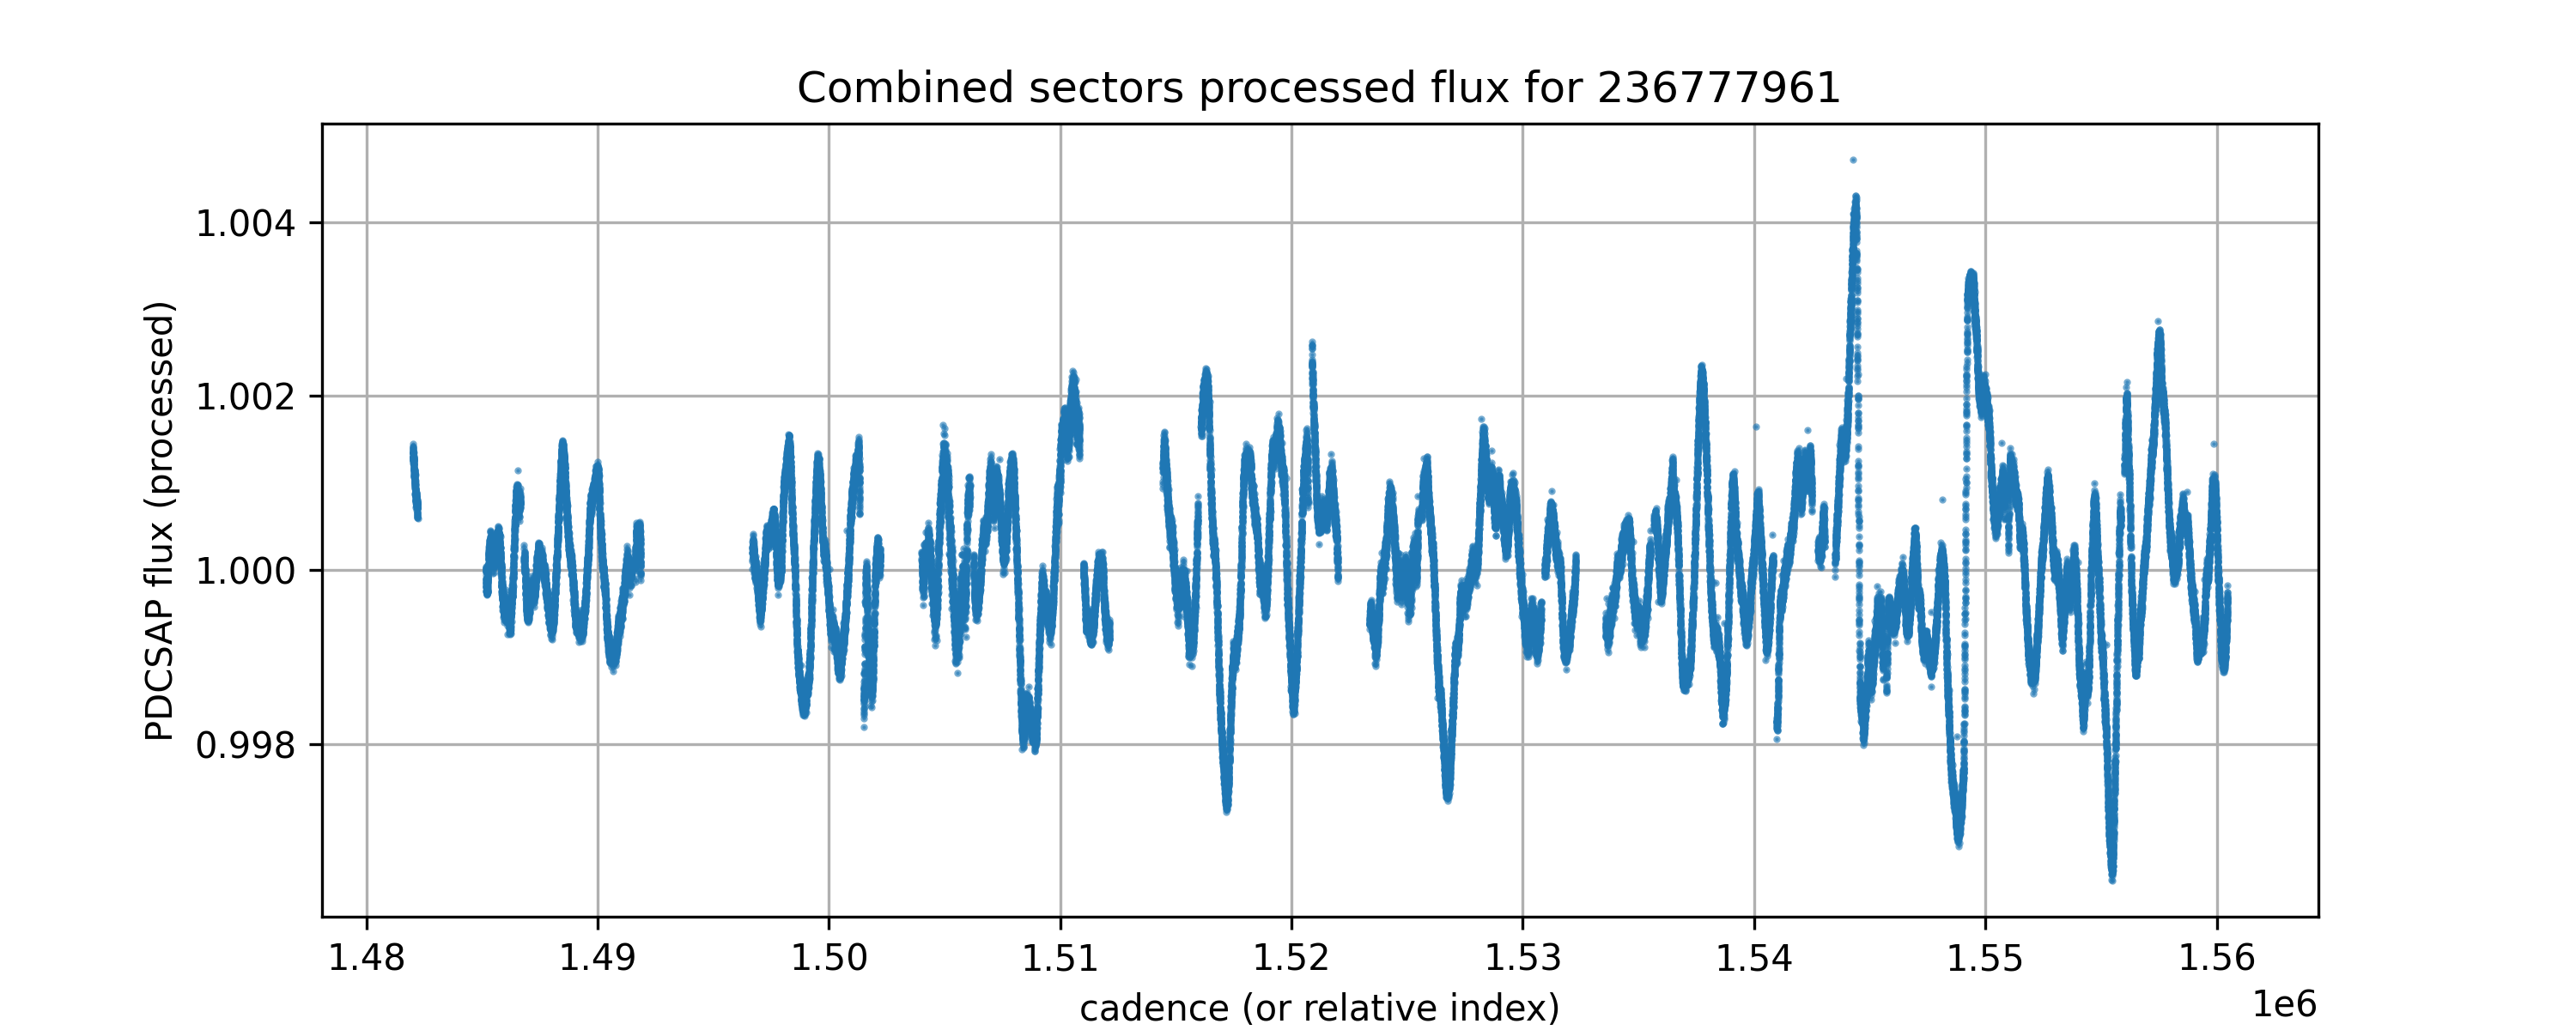 Combined sectors processed flux for 236777961
PDCSAP flux (processed)
1.004
1.002
1.000
0.998
1.48 1.49 1.50 1.51 1.52 1.53 1.54 1.55 1.56
1e6
cadence (or relative index)